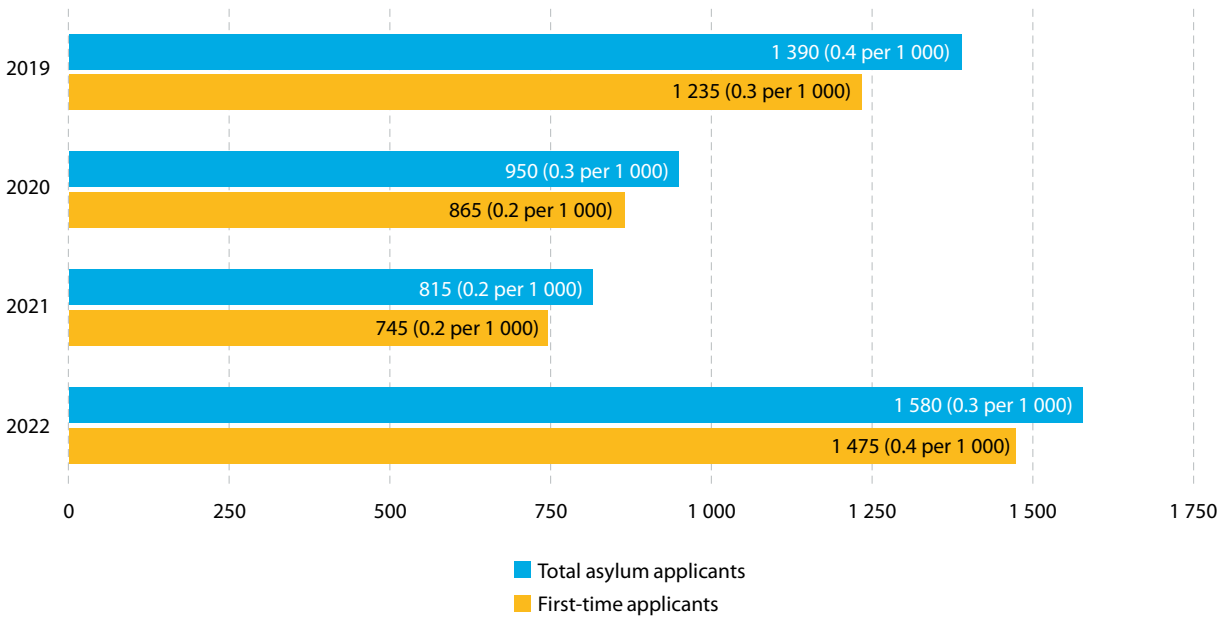 2019
1 390 (0.4 per 1 000)
1 235 (0.3 per 1 000)
2020
950 (0.3 per 1 000)
865 (0.2 per 1 000)
2021
815 (0.2 per 1 000)
745 (0.2 per 1 000)
2022
1 580 (0.3 per 1 000)
1 475 (0.4 per 1 000)
0 250 500 750 1 000 1 250 1 500 1 750
Total asylum applicants
First-time applicants